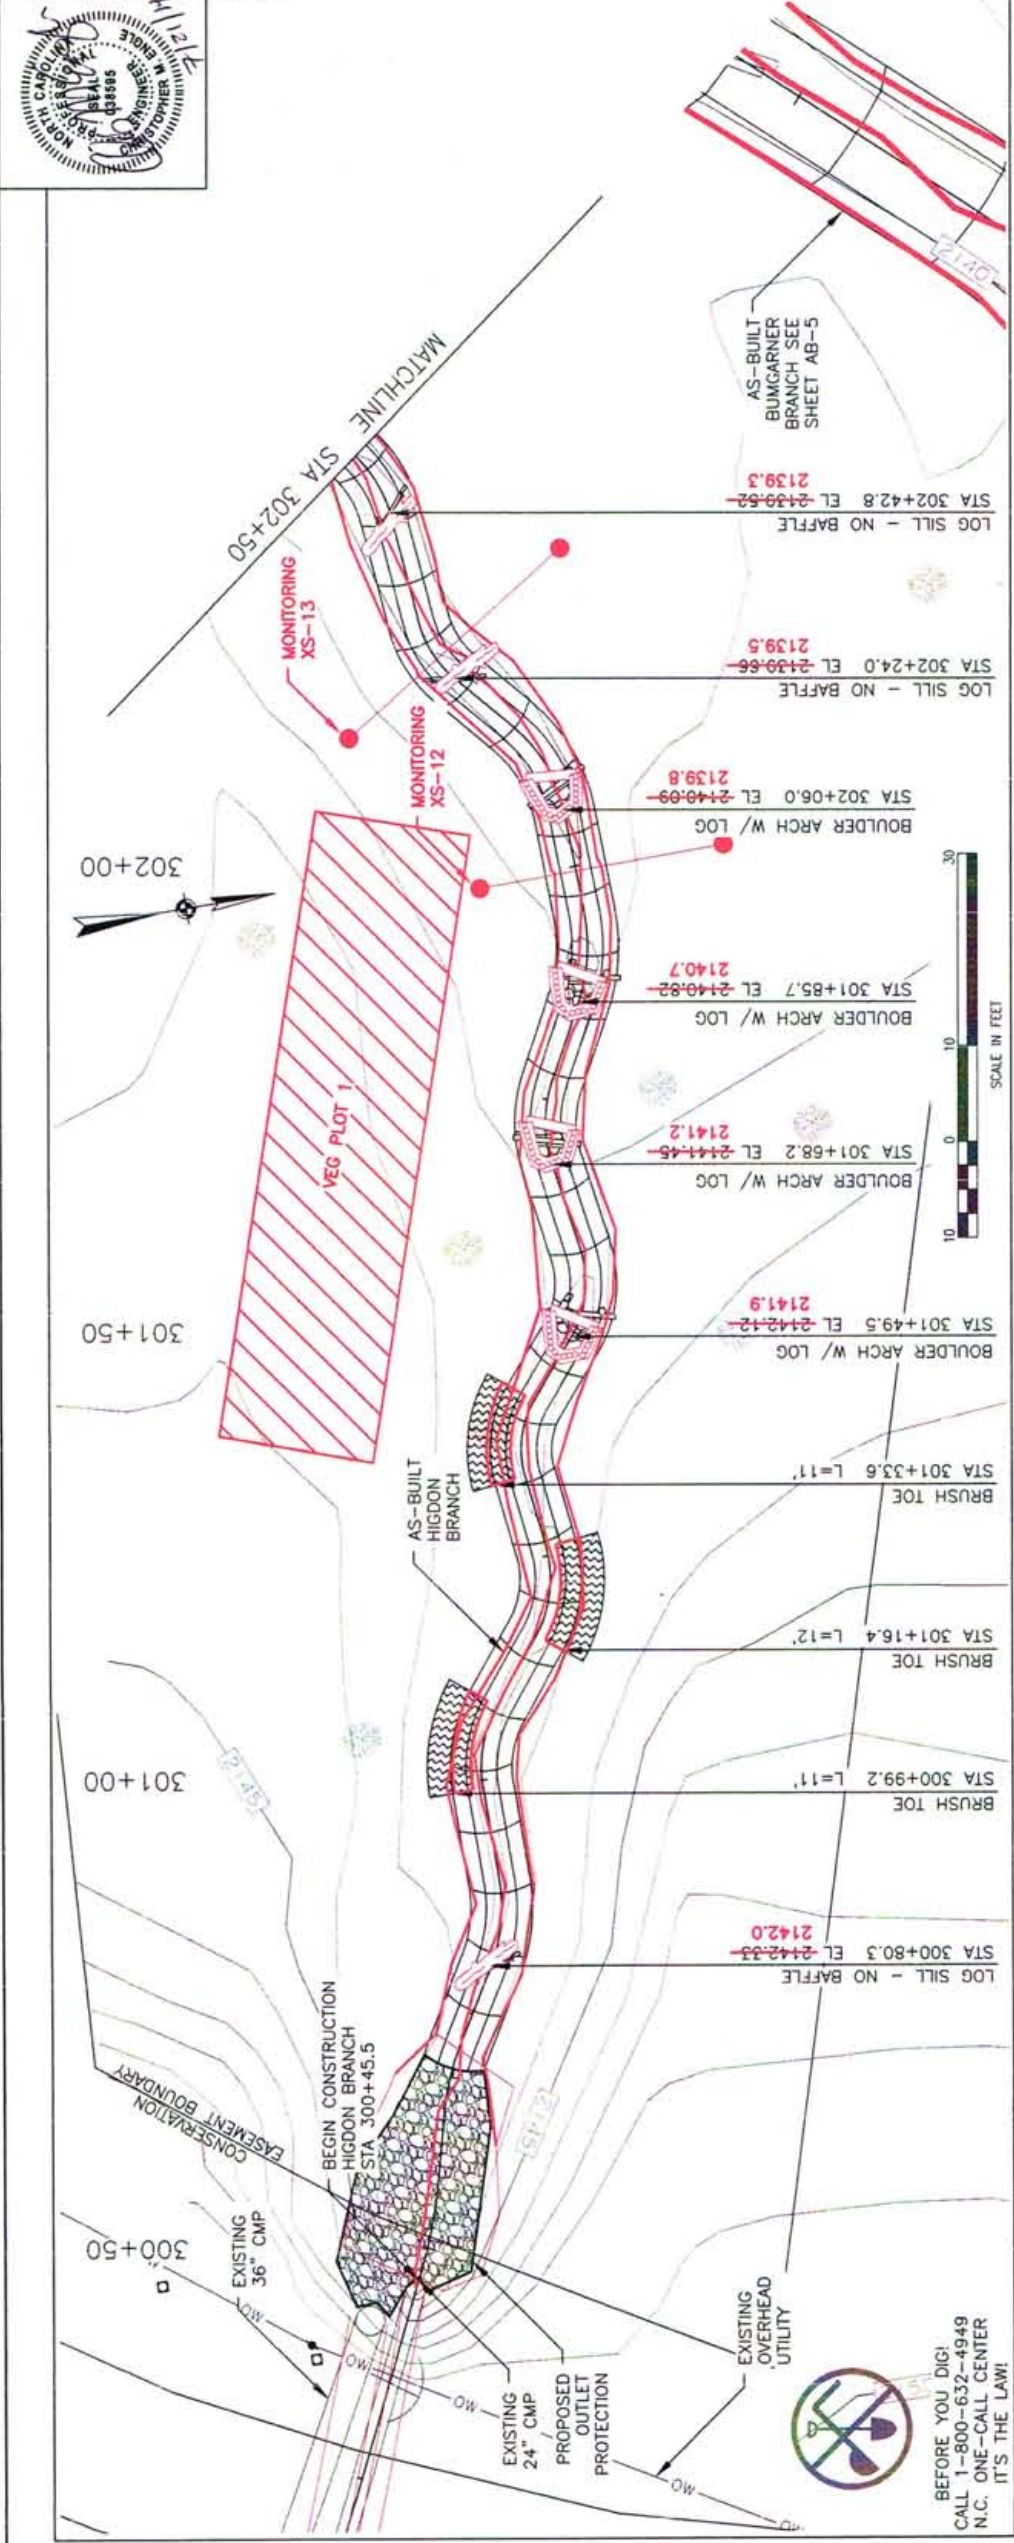 NORTH CAROLINA
PROFESSIONAL
SEAL
038595
ENGINEER
CHRISTOPHER M. ENGLE
300+50
301+00
301+50
302+00
CONSERVATION
EASEMENT BOUNDARY
EXISTING
36" CMP
BEGIN CONSTRUCTION
HIGDON BRANCH
STA 300+45.5
AS-BUILT
HIGDON
BRANCH
VEG PLOT 1
MONITORING
XS-12
MONITORING
XS-13
MATCHLINE STA 302+50
AS-BUILT
BUMGARNER
BRANCH SEE
SHEET AB-5
2140
2145
2145
OW
OW
OW
OW
OW
EXISTING
24" CMP
PROPOSED
OUTLET
PROTECTION
EXISTING
OVERHEAD
UTILITY
LOG SILL - NO BAFFLE
STA 300+80.3 EL 2142.33
2142.0
BRUSH TOE
STA 300+99.2 L=11'
BRUSH TOE
STA 301+16.4 L=12'
BRUSH TOE
STA 301+33.6 L=11'
BOULDER ARCH W/ LOG
STA 301+49.5 EL 2142.12
2141.9
BOULDER ARCH W/ LOG
STA 301+68.2 EL 2141.45
2141.2
BOULDER ARCH W/ LOG
STA 301+85.7 EL 2140.82
2140.7
BOULDER ARCH W/ LOG
STA 302+06.0 EL 2140.09
2139.8
LOG SILL - NO BAFFLE
STA 302+24.0 EL 2139.66
2139.5
LOG SILL - NO BAFFLE
STA 302+42.8 EL 2139.52
2139.3
10 0 10 30
SCALE IN FEET
BEFORE YOU DIG!
CALL 1-800-632-4949
N.C. ONE-CALL CENTER
IT'S THE LAW!